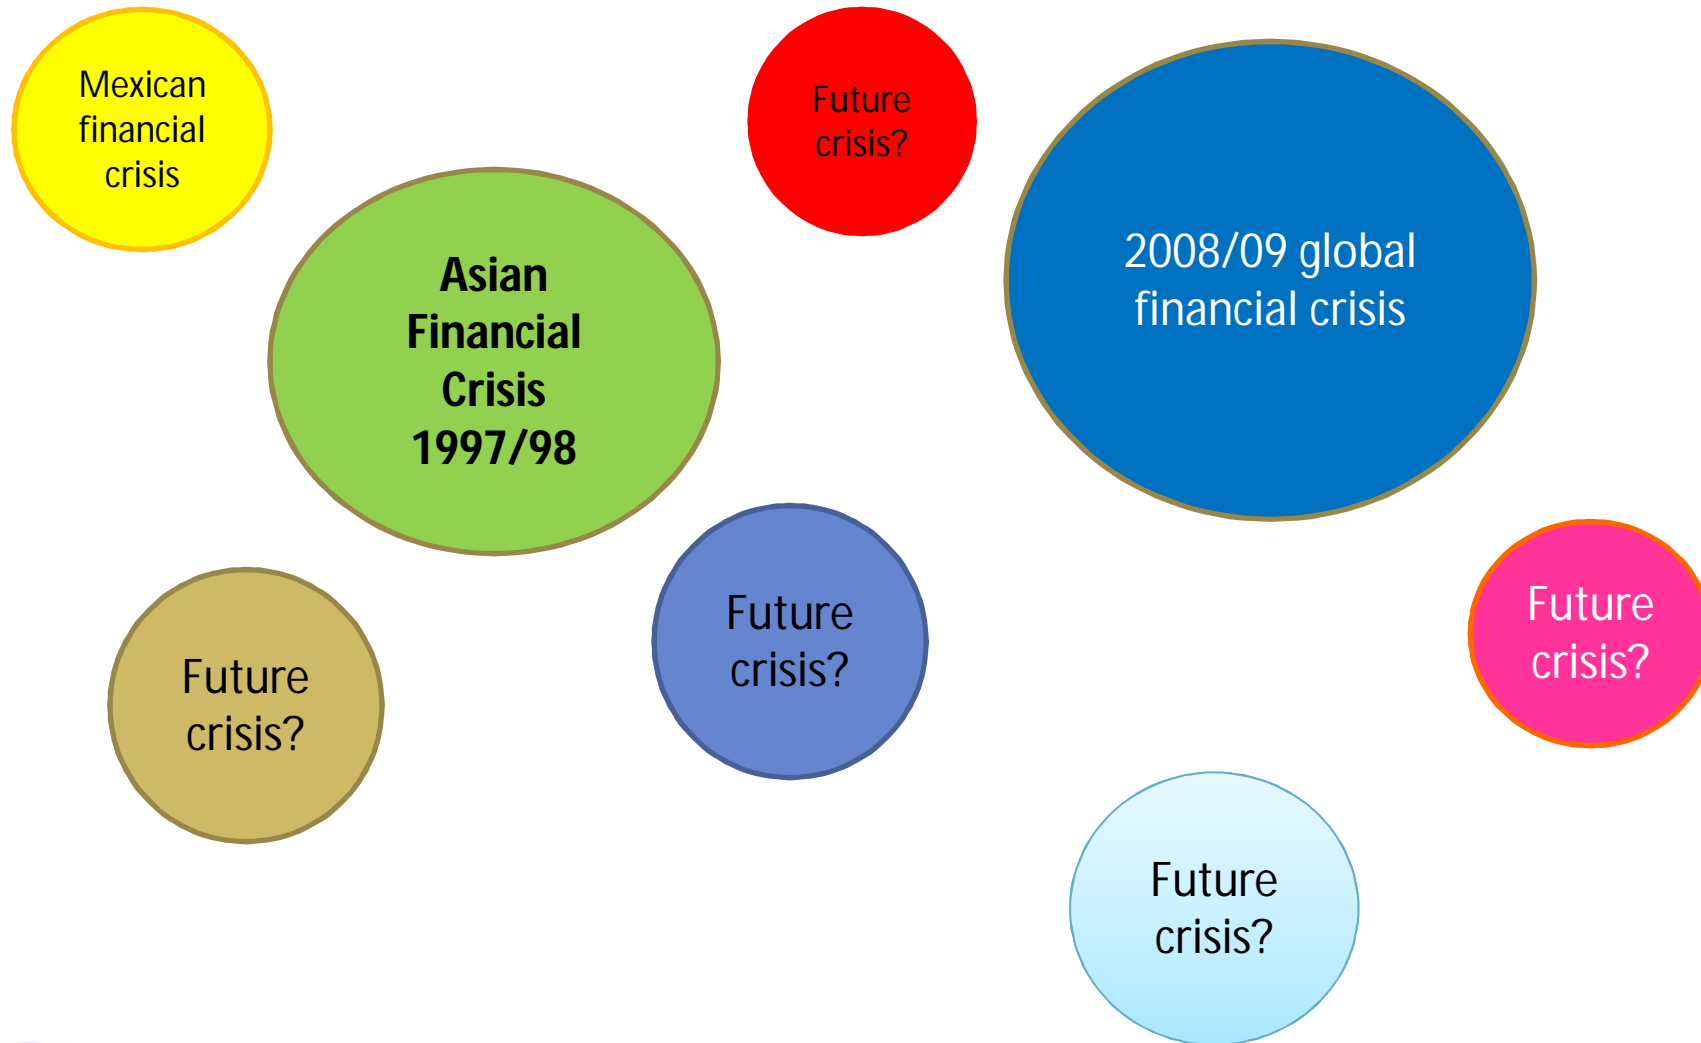 Mexican
financial
crisis
Future
crisis?
Asian
Financial
Crisis
1997/98
2008/09 global
financial crisis
Future
crisis?
Future
crisis?
Future
crisis?
Future
crisis?